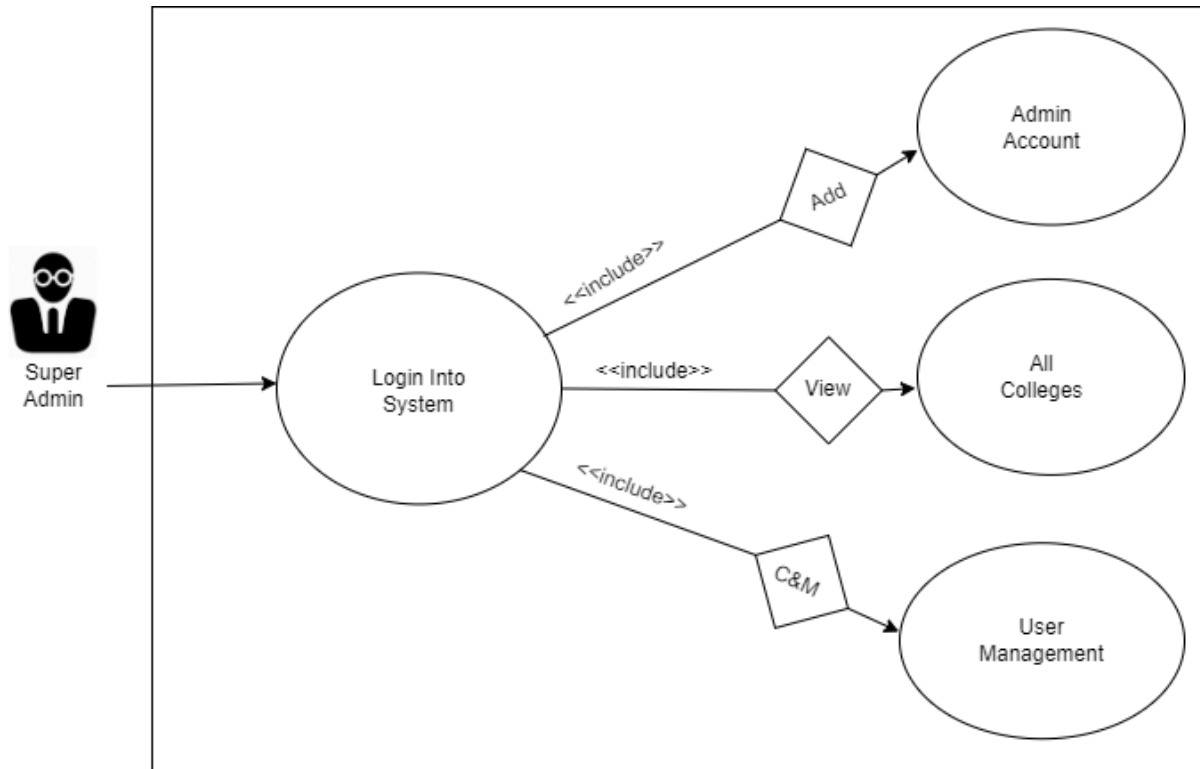 Admin
Account
Add
<<include>>
Super
Admin
Login Into
System
<<include>>
View
All
Colleges
<<include>>
C&M
User
Management